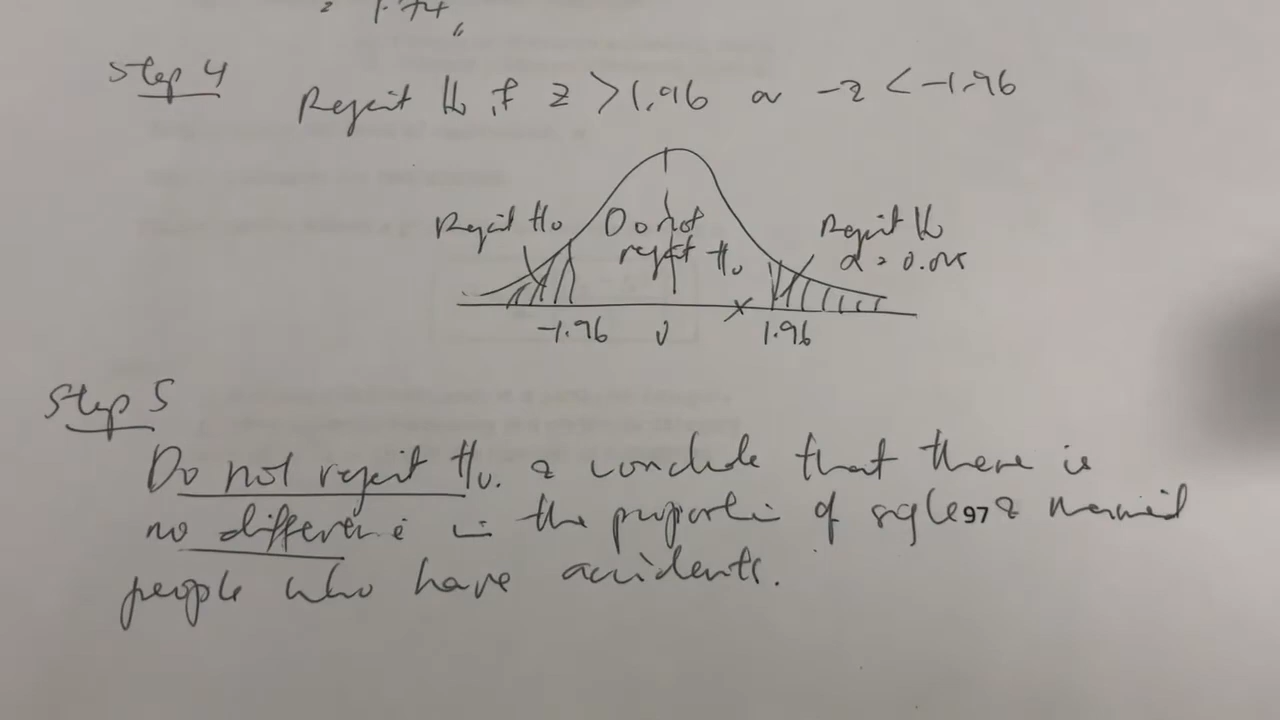 = 1.74
Step 4
Reject H₀ if z > 1.96 or -z < -1.96
Reject H₀
Do not
reject H₀
Reject H₀
α = 0.025
-1.96 0 1.96
Step 5
Do not reject H₀. & conclude that there is
no difference in the proportion of single 97 & married
people who have accidents.